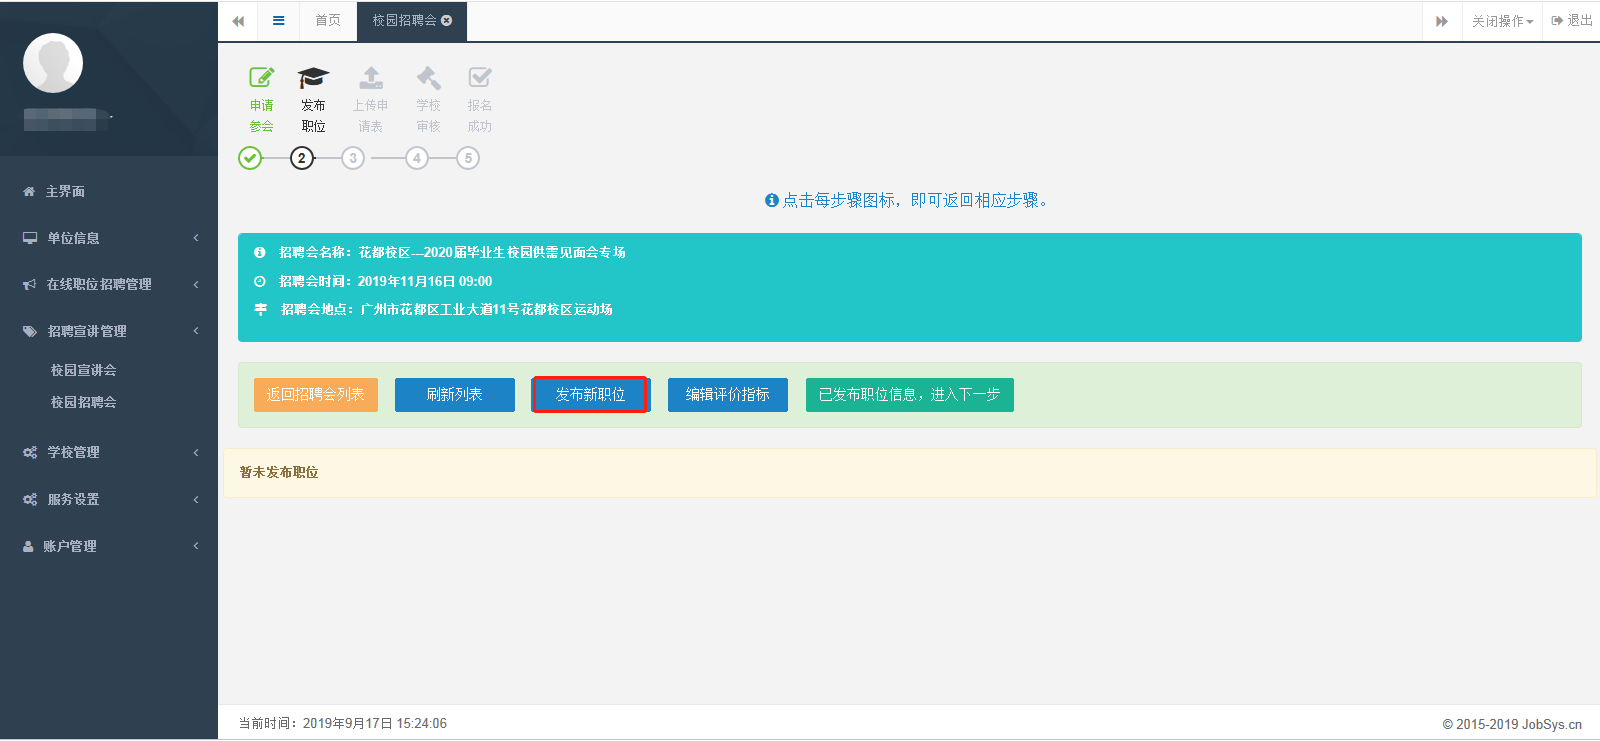 首页
校园招聘会
关闭操作
退出
主界面
单位信息
在线职位招聘管理
招聘宣讲管理
校园宣讲会
校园招聘会
学校管理
服务设置
账户管理
申请
参会
发布
职位
上传申
请表
学校
审核
报名
成功
2
3
4
5
点击每步骤图标，即可返回相应步骤。
招聘会名称：花都校区---2020届毕业生校园供需见面会专场
招聘会时间：2019年11月16日 09:00
招聘会地点：广州市花都区工业大道11号花都校区运动场
返回招聘会列表 刷新列表 发布新职位 编辑评价指标 已发布职位信息，进入下一步
暂未发布职位
当前时间：2019年9月17日 15:24:06
© 2015-2019 JobSys.cn